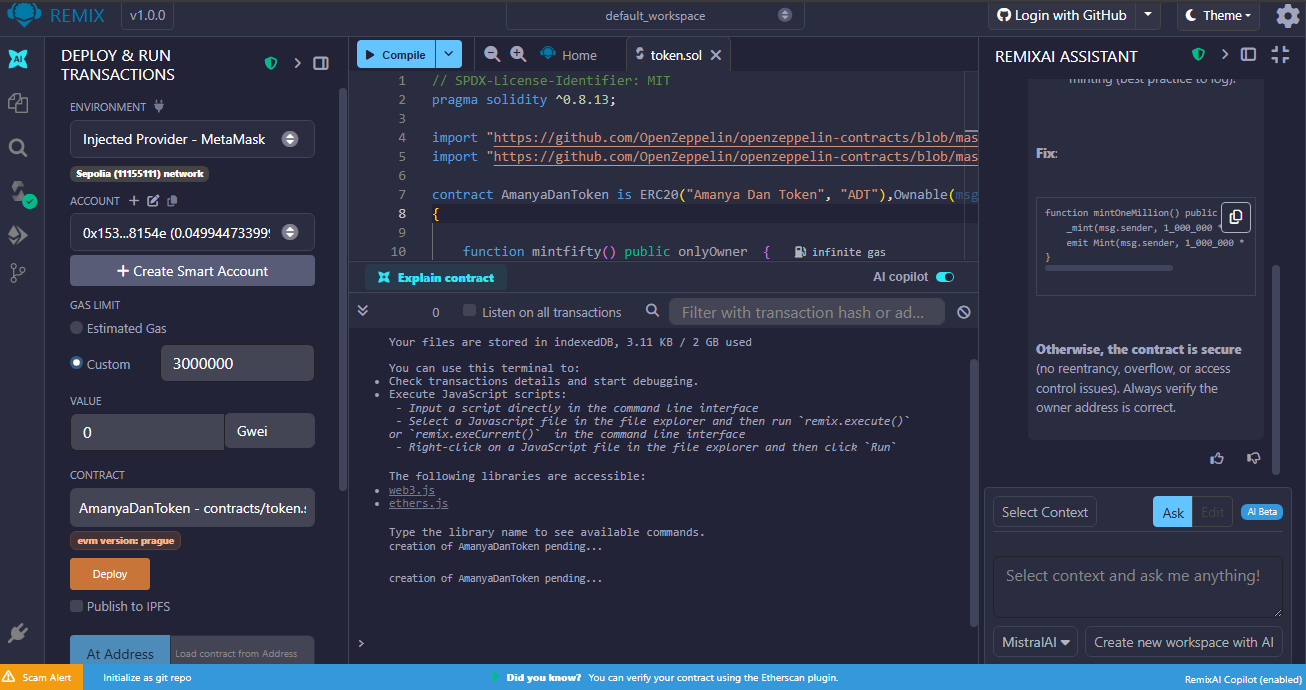 REMIX v1.0.0
default_workspace
Login with GitHub
Theme
DEPLOY & RUN
TRANSACTIONS
ENVIRONMENT
Injected Provider - MetaMask
Sepolia (11155111) network
ACCOUNT
0x153...8154e (0.04994473399
+ Create Smart Account
GAS LIMIT
Estimated Gas
Custom 3000000
VALUE
0 Gwei
CONTRACT
AmanyaDanToken - contracts/token.s
evm version: prague
Deploy
Publish to IPFS
At Address Load contract from Address
Compile
Home
token.sol
1 // SPDX-License-Identifier: MIT
2 pragma solidity ^0.8.13;
3
4 import "https://github.com/OpenZeppelin/openzeppelin-contracts/blob/mas
5 import "https://github.com/OpenZeppelin/openzeppelin-contracts/blob/mas
6
7 contract AmanyaDanToken is ERC20("Amanya Dan Token", "ADT"),Ownable(msg
8 {
9
10 function mintfifty() public onlyOwner { infinite gas
Explain contract
AI copilot
0 Listen on all transactions Filter with transaction hash or ad...
Your files are stored in indexedDB, 3.11 KB / 2 GB used
You can use this terminal to:
• Check transactions details and start debugging.
• Execute JavaScript scripts:
- Input a script directly in the command line interface
- Select a Javascript file in the file explorer and then run `remix.execute()`
or `remix.exeCurrent()` in the command line interface
- Right-click on a JavaScript file in the file explorer and then click `Run`
The following libraries are accessible:
• web3.js
• ethers.js
Type the library name to see available commands.
creation of AmanyaDanToken pending...
creation of AmanyaDanToken pending...
>
REMIXAI ASSISTANT
minting (best practice to log).
Fix:
function mintOneMillion() public
_mint(msg.sender, 1_000_000 *
emit Mint(msg.sender, 1_000_000 *
}
Otherwise, the contract is secure
(no reentrancy, overflow, or access
control issues). Always verify the
owner address is correct.
Select Context
Ask Edit AI Beta
Select context and ask me anything!
MistralAI Create new workspace with AI
Scam Alert
Initialize as git repo
Did you know? You can verify your contract using the Etherscan plugin.
RemixAI Copilot (enabled)